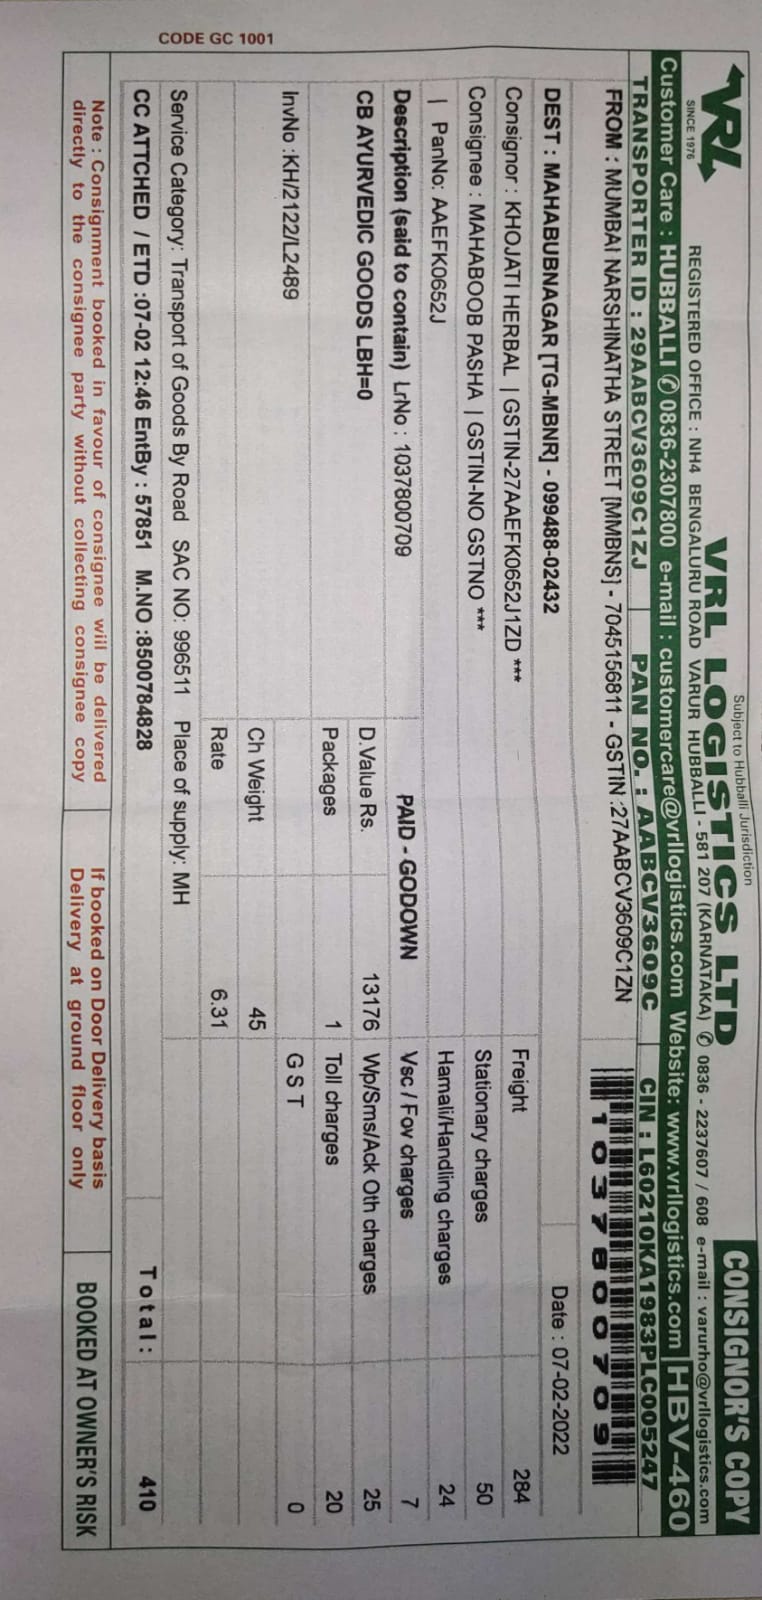 Subject to Hubballi Jurisdiction
CONSIGNOR'S COPY
VRL
SINCE 1976
VRL LOGISTICS LTD
REGISTERED OFFICE : NH4 BENGALURU ROAD VARUR HUBBALLI - 581 207 (KARNATAKA) ✆ 0836 - 2237607 / 608 e-mail : varurho@vrllogistics.com
Customer Care : HUBBALLI ✆ 0836-2307800 e-mail : customercare@vrllogistics.com Website: www.vrllogistics.com HBV-460
TRANSPORTER ID : 29AABCV3609C1ZJ PAN NO. : AABCV3609C CIN : L60210KA1983PLC005247
FROM : MUMBAI NARSHINATHA STREET [MMBNS] - 7045156811 - GSTIN :27AABCV3609C1ZN
1037800709
DEST : MAHABUBNAGAR [TG-MBNR] - 099488-02432 Date : 07-02-2022
Consignor : KHOJATI HERBAL | GSTIN-27AAEFK0652J1ZD *** Freight 284
Consignee : MAHABOOB PASHA | GSTIN-NO GSTNO *** Stationary charges 50
| PanNo: AAEFK0652J Hamali/Handling charges 24
Description (said to contain) LrNo : 1037800709 PAID - GODOWN Vsc / Fov charges 7
CB AYURVEDIC GOODS LBH=0 D.Value Rs. 13176 Wp/Sms/Ack Oth charges 25
Packages 1 Toll charges 20
InvNo :KH/2122/L2489 G S T 0
Ch Weight 45
Rate 6.31
Service Category: Transport of Goods By Road SAC NO: 996511 Place of supply: MH
CC ATTCHED / ETD :07-02 12:46 EntBy : 57851 M.NO :8500784828 Total : 410
Note : Consignment booked in favour of consignee will be delivered
directly to the consignee party without collecting consignee copy
If booked on Door Delivery basis
Delivery at ground floor only
BOOKED AT OWNER'S RISK
CODE GC 1001